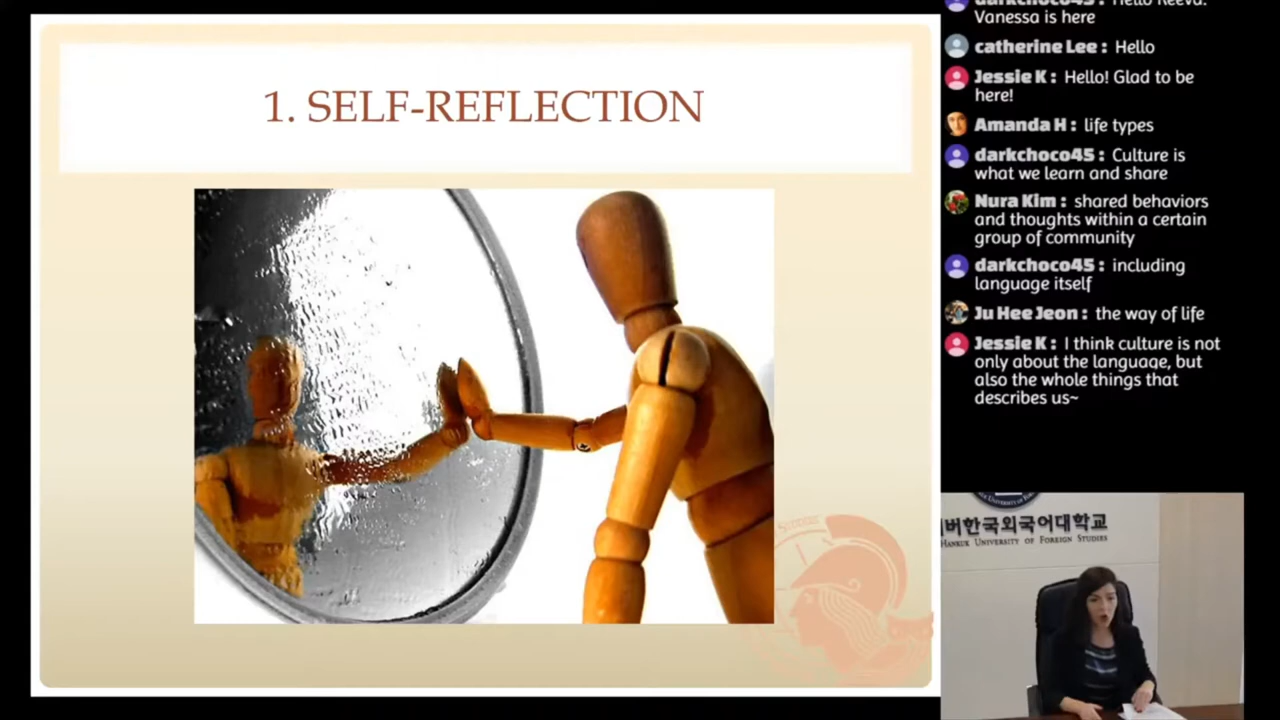 1. SELF-REFLECTION
Vanessa is here
catherine Lee : Hello
Jessie K : Hello! Glad to be
here!
Amanda H : life types
darkchoco45 : Culture is
what we learn and share
Nura Kim : shared behaviors
and thoughts within a certain
group of community
darkchoco45 : including
language itself
Ju Hee Jeon : the way of life
Jessie K : I think culture is not
only about the language, but
also the whole things that
describes us~
버한국외국어대학교
HANKUK UNIVERSITY OF FOREIGN STUDIES